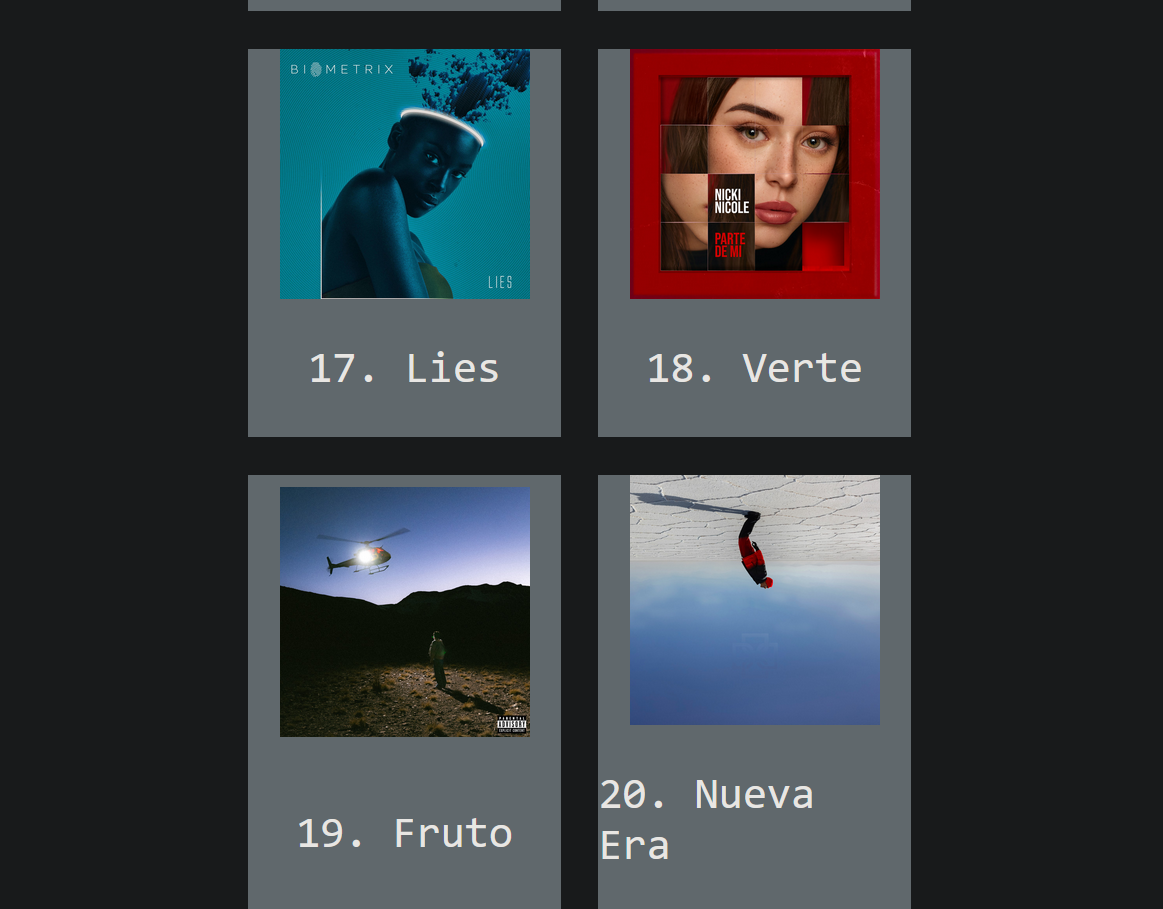 BIOMETRIX
LIES
NICKI
NICOLE
PARTE
DE MI
17. Lies
18. Verte
PARENTAL
ADVISORY
EXPLICIT CONTENT
19. Fruto
20. Nueva
Era